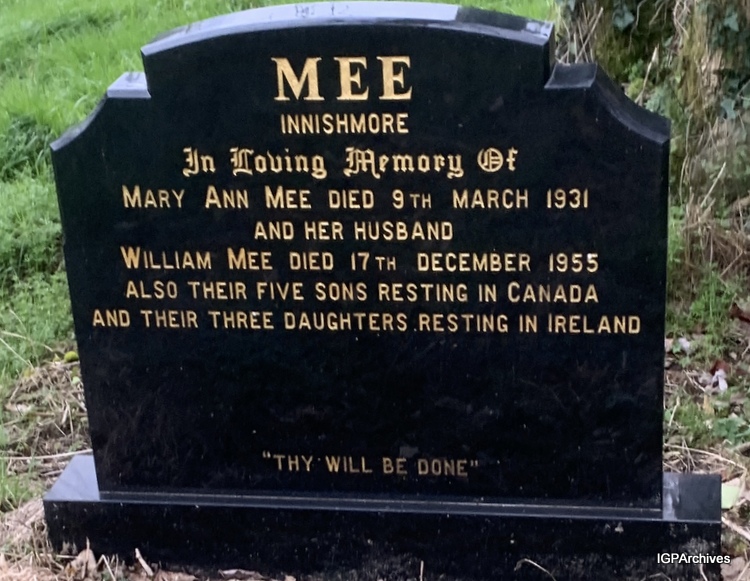 MEE
INNISHMORE
In Loving Memory Of
MARY ANN MEE DIED 9TH MARCH 1931
AND HER HUSBAND
WILLIAM MEE DIED 17TH DECEMBER 1955
ALSO THEIR FIVE SONS RESTING IN CANADA
AND THEIR THREE DAUGHTERS RESTING IN IRELAND
"THY WILL BE DONE"
IGPArchives